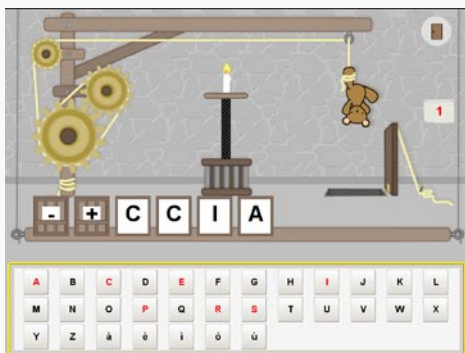 1
- + C C I A
A B C D E F G H I J K L
M N O P Q R S T U V W X
Y Z à è ì ó ù